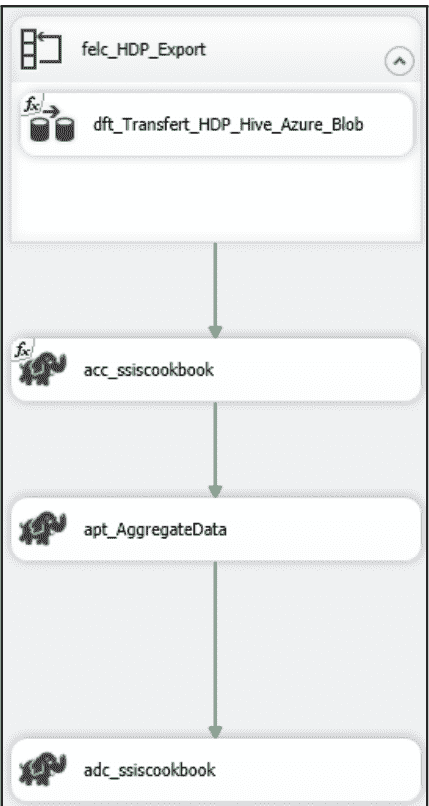 felc_HDP_Export
fx
dft_Transfert_HDP_Hive_Azure_Blob
fx
acc_ssiscookbook
apt_AggregateData
adc_ssiscookbook